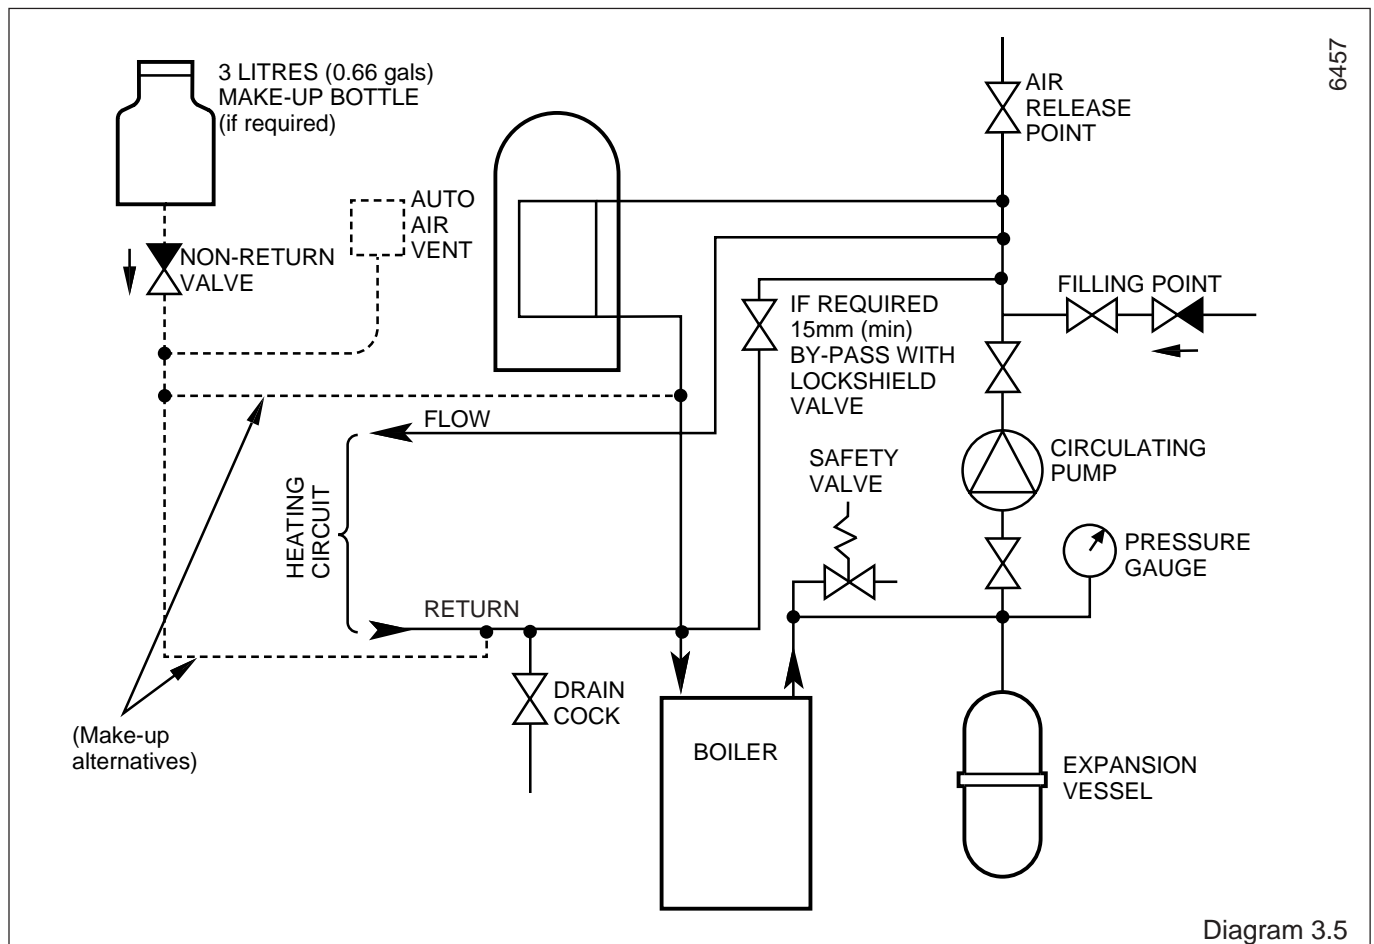 6457
3 LITRES (0.66 gals)
MAKE-UP BOTTLE
(if required)
AIR
RELEASE
POINT
AUTO
AIR
VENT
NON-RETURN
VALVE
FILLING POINT
IF REQUIRED
15mm (min)
BY-PASS WITH
LOCKSHIELD
VALVE
FLOW
CIRCULATING
PUMP
SAFETY
VALVE
HEATING
CIRCUIT
PRESSURE
GAUGE
RETURN
DRAIN
COCK
(Make-up
alternatives)
BOILER
EXPANSION
VESSEL
Diagram 3.5